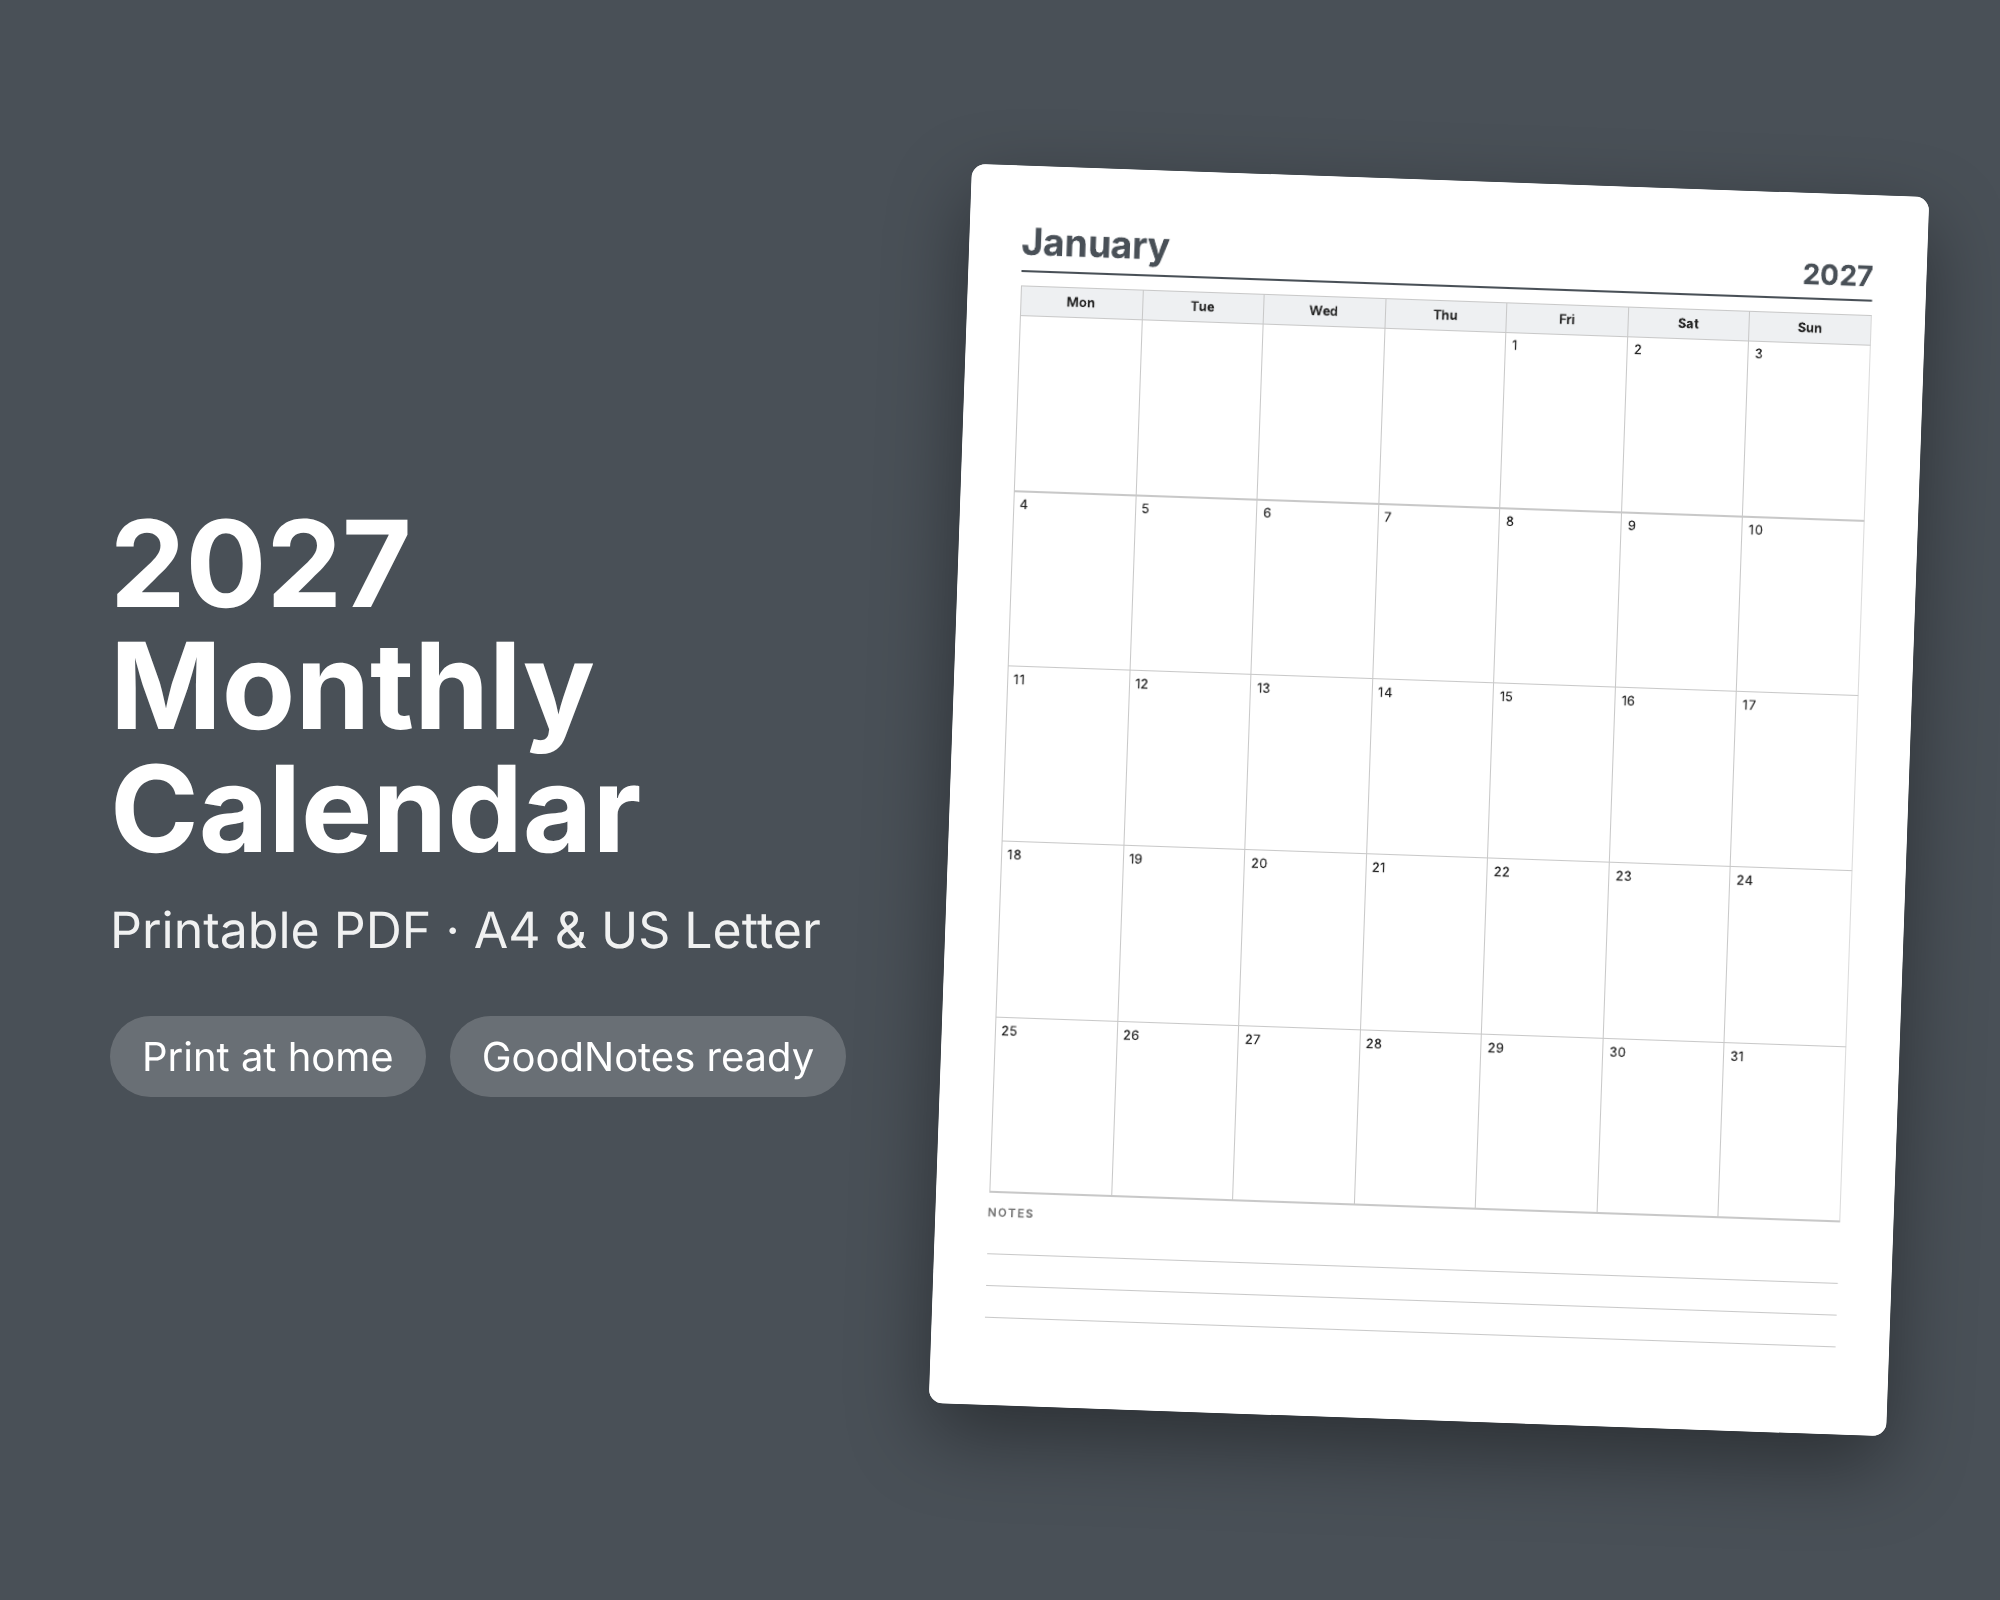 2027
Monthly
Calendar
Printable PDF · A4 & US Letter
Print at home GoodNotes ready
January 2027
Mon Tue Wed Thu Fri Sat Sun
1 2 3
4 5 6 7 8 9 10
11 12 13 14 15 16 17
18 19 20 21 22 23 24
25 26 27 28 29 30 31
NOTES